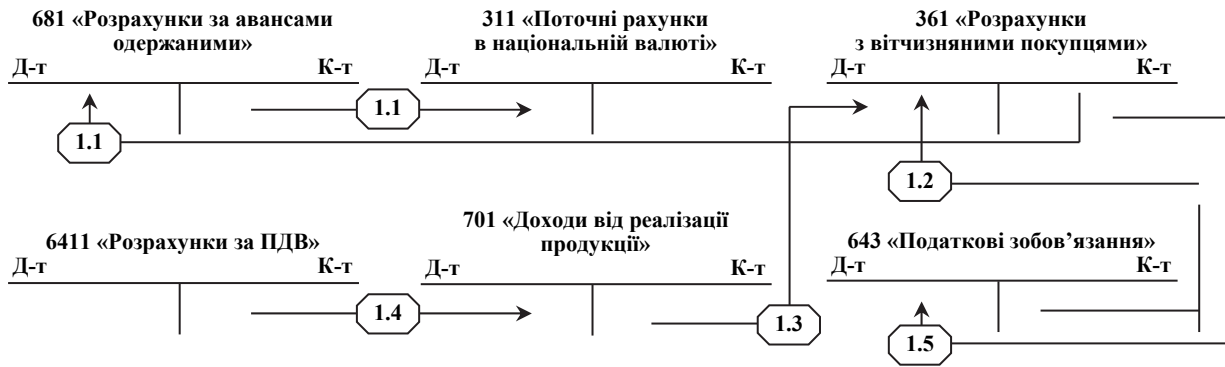 681 «Розрахунки за авансами
одержаними»
Д-т К-т
311 «Поточні рахунки
в національній валюті»
Д-т К-т
361 «Розрахунки
з вітчизняними покупцями»
Д-т К-т
1.1
1.1
1.2
6411 «Розрахунки за ПДВ»
Д-т К-т
701 «Доходи від реалізації
продукції»
Д-т К-т
643 «Податкові зобов’язання»
Д-т К-т
1.4
1.3
1.5